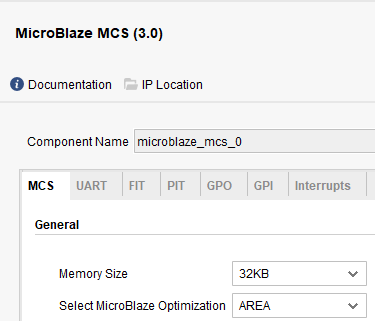 MicroBlaze MCS (3.0)
Documentation IP Location
Component Name microblaze_mcs_0
MCS UART FIT PIT GPO GPI Interrupts
General
Memory Size 32KB
Select MicroBlaze Optimization AREA